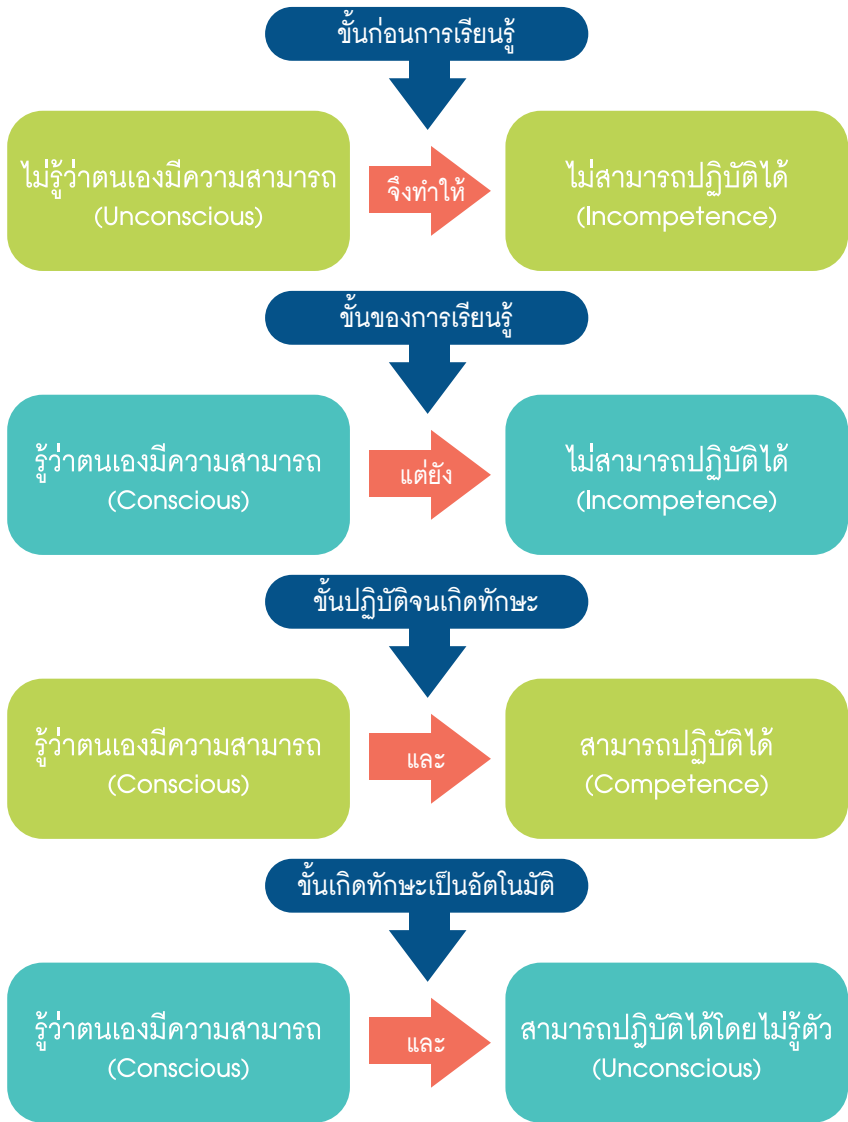 ขั้นก่อนการเรียนรู้
ไม่รู้ว่าตนเองมีความสามารถ
(Unconscious)
จึงทำให้
ไม่สามารถปฏิบัติได้
(Incompetence)
ขั้นของการเรียนรู้
รู้ว่าตนเองมีความสามารถ
(Conscious)
แต่ยัง
ไม่สามารถปฏิบัติได้
(Incompetence)
ขั้นปฏิบัติจนเกิดทักษะ
รู้ว่าตนเองมีความสามารถ
(Conscious)
และ
สามารถปฏิบัติได้
(Competence)
ขั้นเกิดทักษะเป็นอัตโนมัติ
รู้ว่าตนเองมีความสามารถ
(Conscious)
และ
สามารถปฏิบัติได้โดยไม่รู้ตัว
(Unconscious)